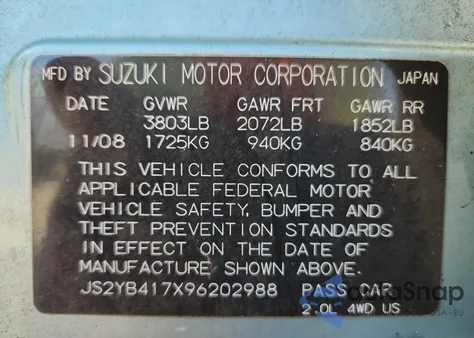 MFD BY SUZUKI MOTOR CORPORATION JAPAN
DATE GVWR GAWR FRT GAWR RR
3803LB 2072LB 1852LB
11/08 1725KG 940KG 840KG
THIS VEHICLE CONFORMS TO ALL
APPLICABLE FEDERAL MOTOR
VEHICLE SAFETY, BUMPER AND
THEFT PREVENTION STANDARDS
IN EFFECT ON THE DATE OF
MANUFACTURE SHOWN ABOVE.
JS2YB417X96202988 PASS CAR
2.0L 4WD US